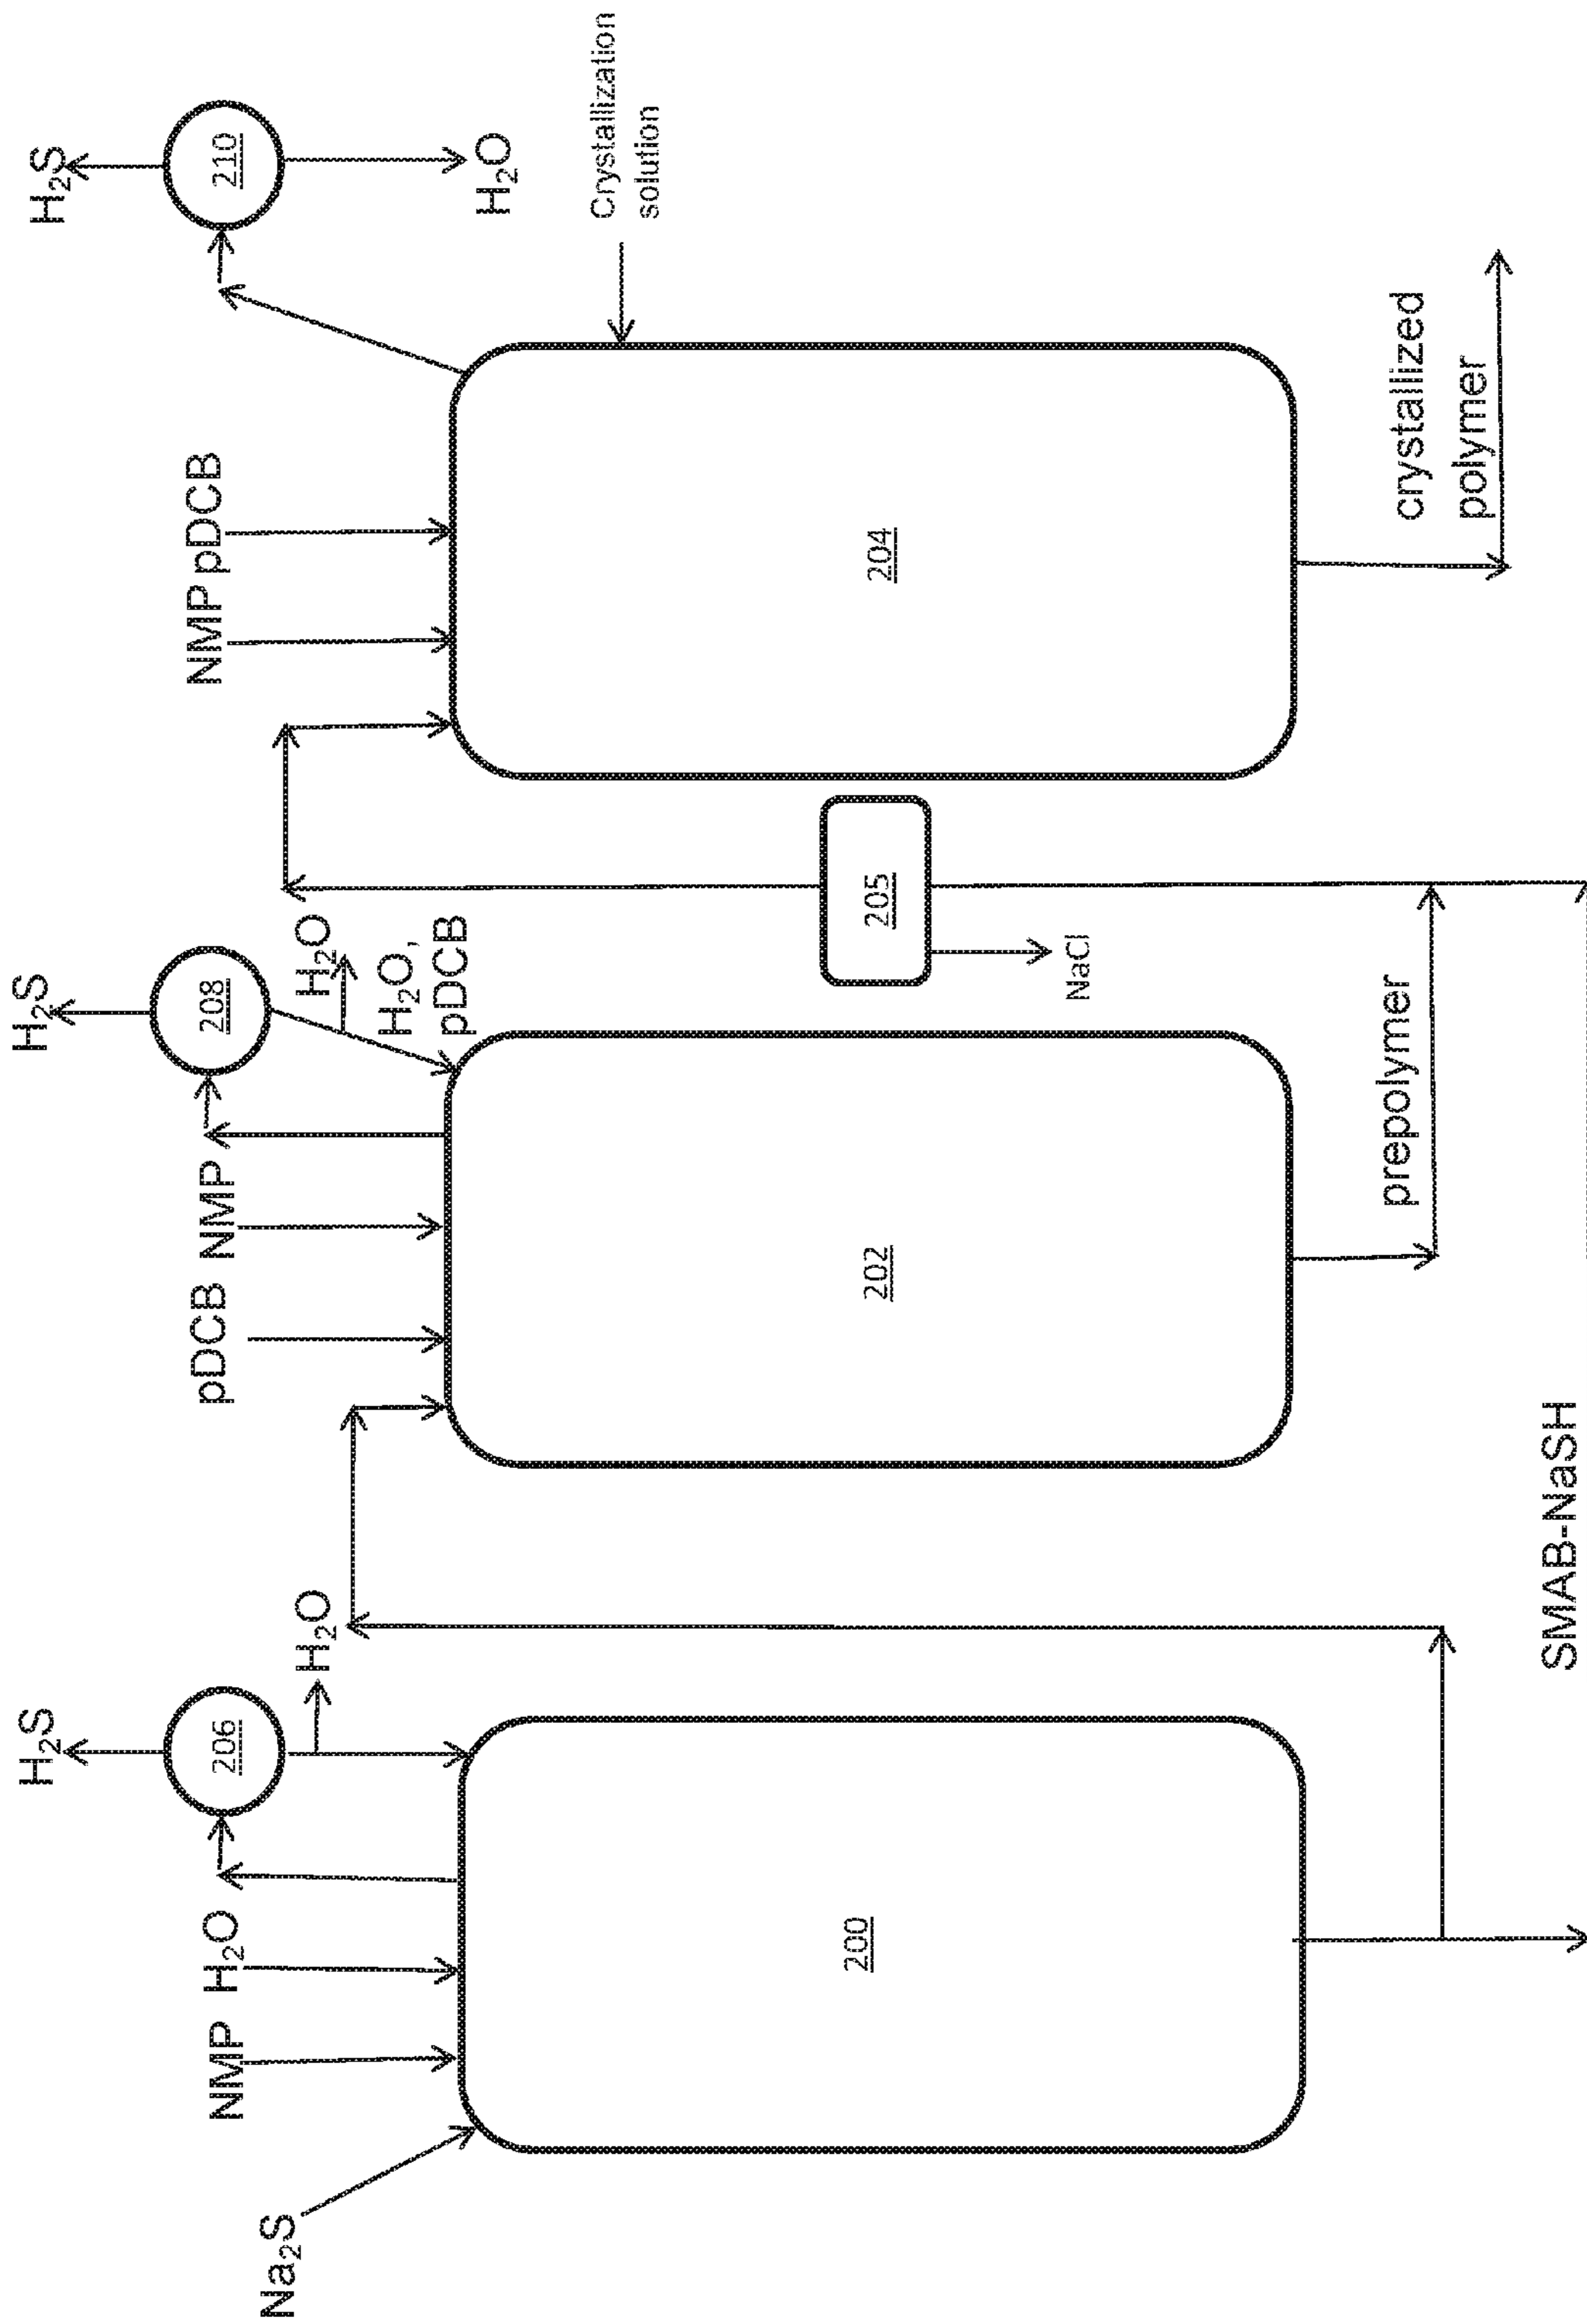 H₂S
H₂S
H₂S
Na₂S
NMP
H₂O
206
H₂O
pDCB
NMP
208
H₂O
H₂O,
pDCB
NMP
pDCB
210
H₂O
Crystallization
solution
200
202
205
NaCl
204
prepolymer
crystallized
polymer
SMAB-NaSH